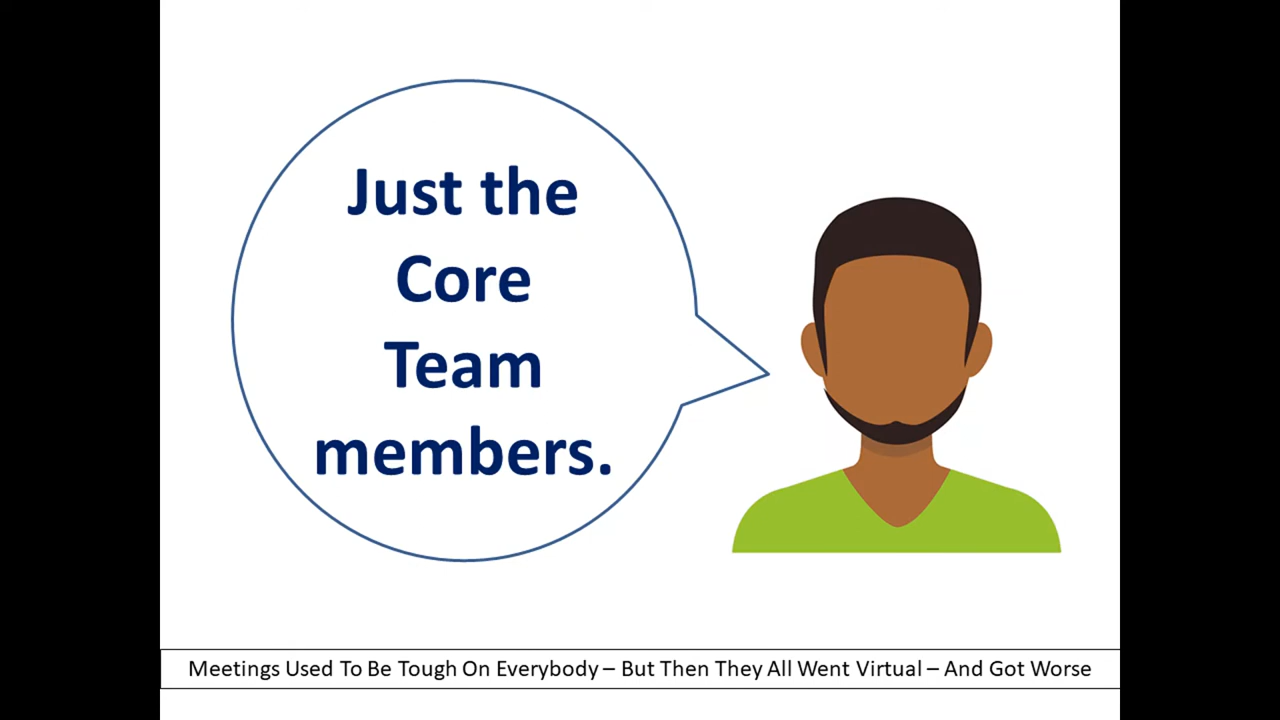 Just the
Core
Team
members.
Meetings Used To Be Tough On Everybody – But Then They All Went Virtual – And Got Worse